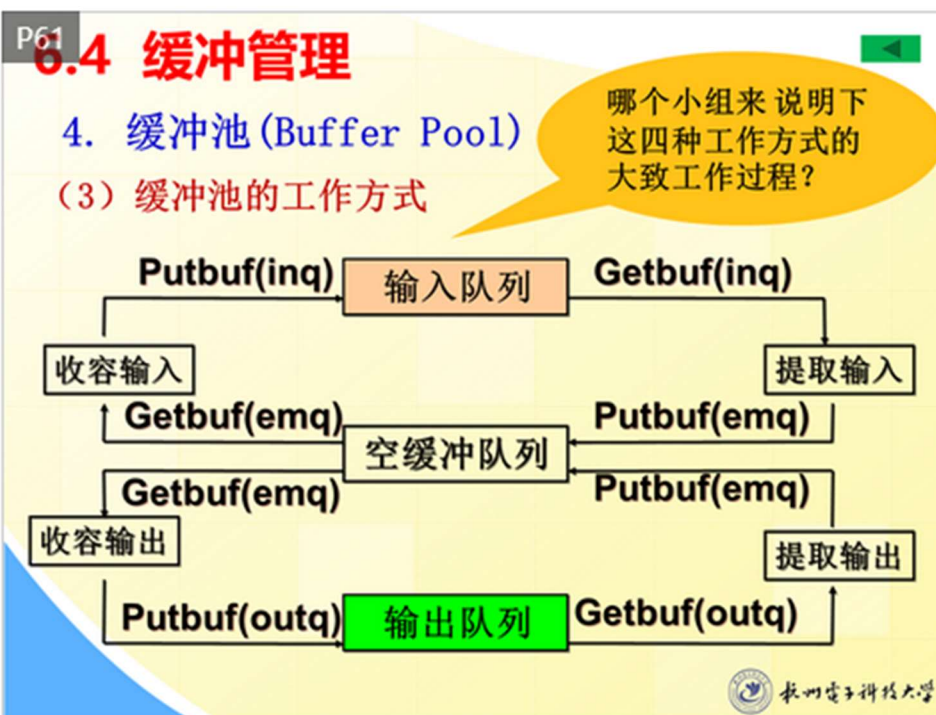 P61
6.4 缓冲管理
4. 缓冲池(Buffer Pool)
哪个小组来 说明下
这四种工作方式的
大致工作过程?
(3)缓冲池的工作方式
Putbuf(inq)
输入队列
Getbuf(inq)
收容输入
提取输入
Getbuf(emq)
Putbuf(emq)
空缓冲队列
Getbuf(emq)
Putbuf(emq)
收容输出
提取输出
Putbuf(outq)
输出队列
Getbuf(outq)
杭州电子科技大学